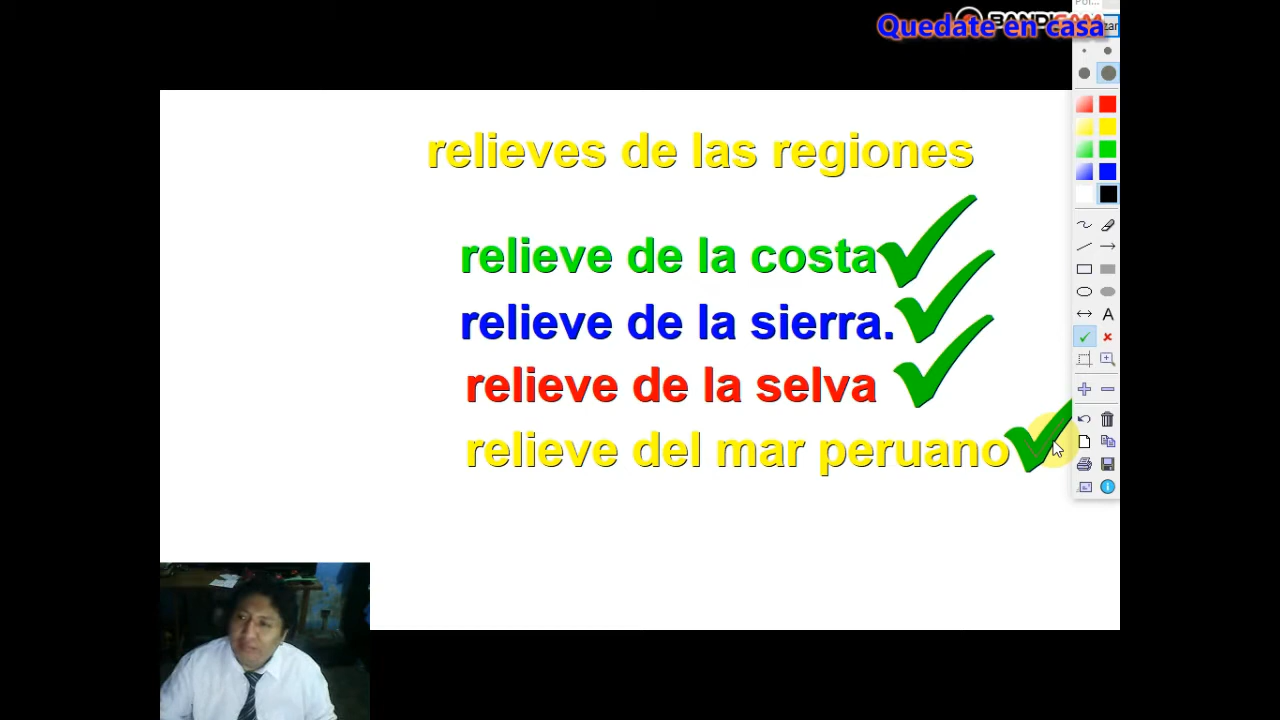 BANDICAM
Quedate en casa
relieves de las regiones
relieve de la costa
relieve de la sierra.
relieve de la selva
relieve del mar peruano